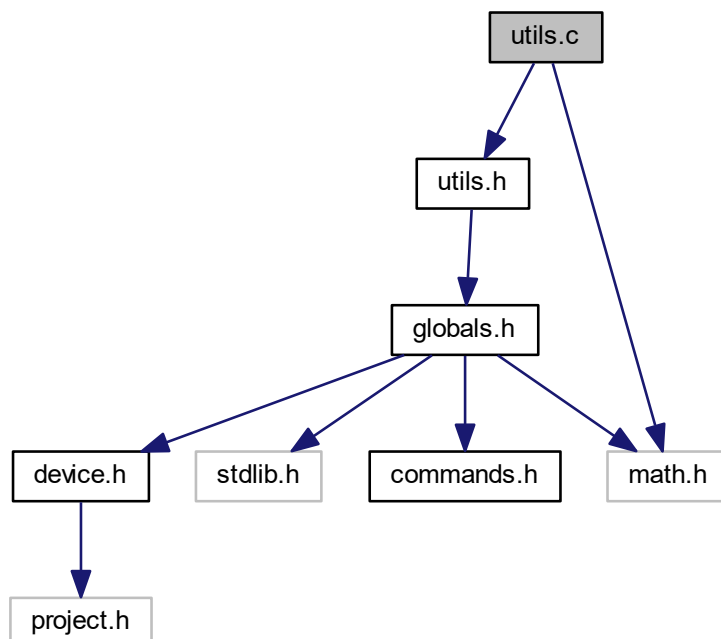 utils.c
utils.h
globals.h
device.h
stdlib.h
commands.h
math.h
project.h